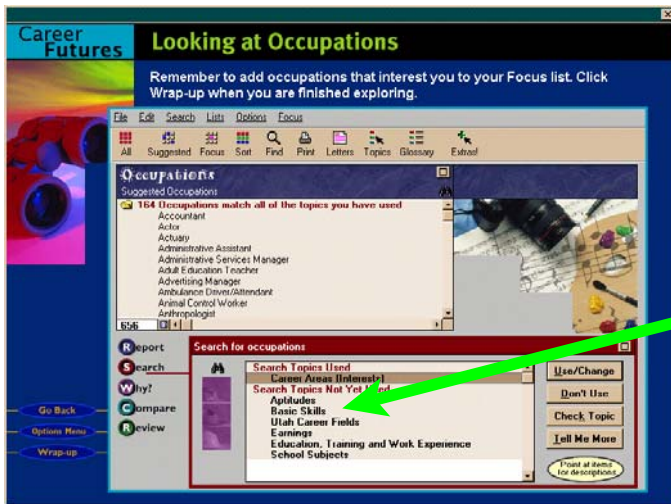 Career
Futures
Looking at Occupations
Remember to add occupations that interest you to your Focus list. Click
Wrap-up when you are finished exploring.
File Edit Search Lists Options Focus
All Suggested Focus Sort Find Print Letters Topics Glossary Extras!
Occupations
Suggested Occupations
164 Occupations match all of the topics you have used
Accountant
Actor
Actuary
Administrative Assistant
Administrative Services Manager
Adult Education Teacher
Advertising Manager
Ambulance Driver/Attendant
Animal Control Worker
Anthropologist
656
Report
Search
Why?
Compare
Review
Go Back
Options Menu
Wrap-up
Search for occupations
Search Topics Used
Career Areas (Interests)
Search Topics Not Yet Used
Aptitudes
Basic Skills
Utah Career Fields
Earnings
Education, Training and Work Experience
School Subjects
Use/Change
Don't Use
Check Topic
Tell Me More
Point at items
for descriptions